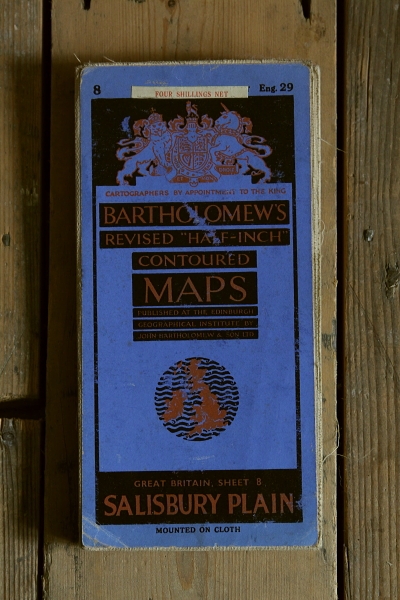 8
FOUR SHILLINGS NET
Eng. 29
CARTOGRAPHERS BY APPOINTMENT TO THE KING
BARTHOLOMEW'S
REVISED "HALF-INCH"
CONTOURED
MAPS
PUBLISHED AT THE EDINBURGH
GEOGRAPHICAL INSTITUTE BY
JOHN BARTHOLOMEW & SON LTD
GREAT BRITAIN, SHEET 8
SALISBURY PLAIN
MOUNTED ON CLOTH